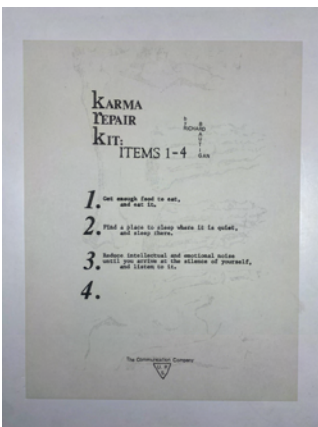 KARMA
REPAIR
KIT:
ITEMS 1-4
by
RICHARD
BRAUTIGAN
1. Get enough food to eat,
and eat it.
2. Find a place to sleep where it is quiet,
and sleep there.
3. Reduce intellectual and emotional noise
until you arrive at the silence of yourself,
and listen to it.
4.
The Communication Company